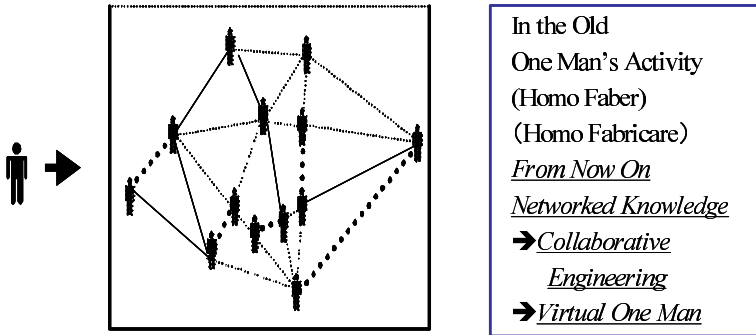 In the Old
One Man's Activity
(Homo Faber)
（Homo Fabricare）
From Now On
Networked Knowledge
➔Collaborative
Engineering
➔Virtual One Man